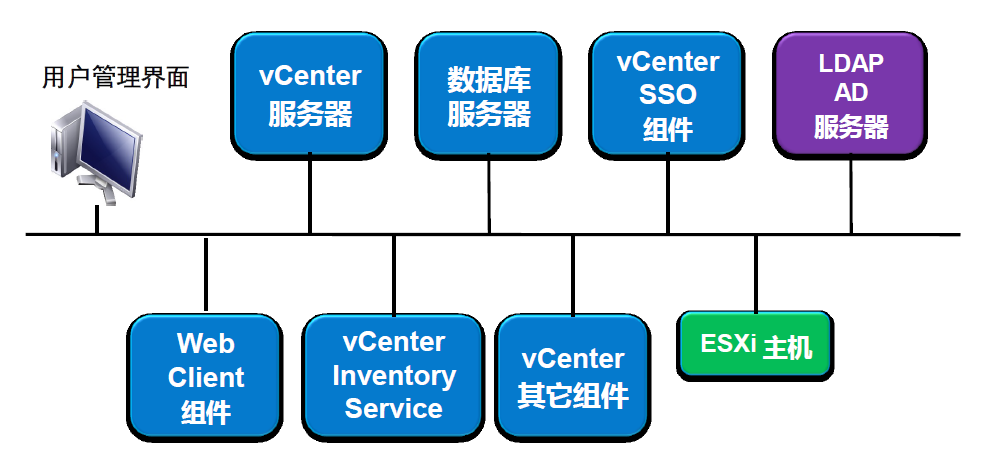 用户管理界面
vCenter
服务器
数据库
服务器
vCenter
SSO
组件
LDAP
AD
服务器
Web
Client
组件
vCenter
Inventory
Service
vCenter
其它组件
ESXi 主机